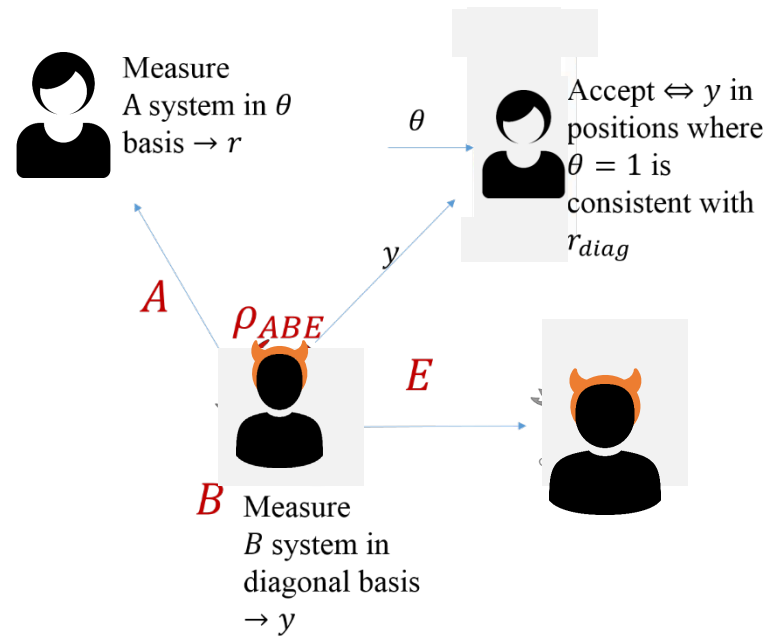 Measure
A system in θ
basis → r
θ
Accept ⇔ y in
positions where
θ = 1 is
consistent with
r_diag
y
A
ρ_ABE
E
B
Measure
B system in
diagonal basis
→ y